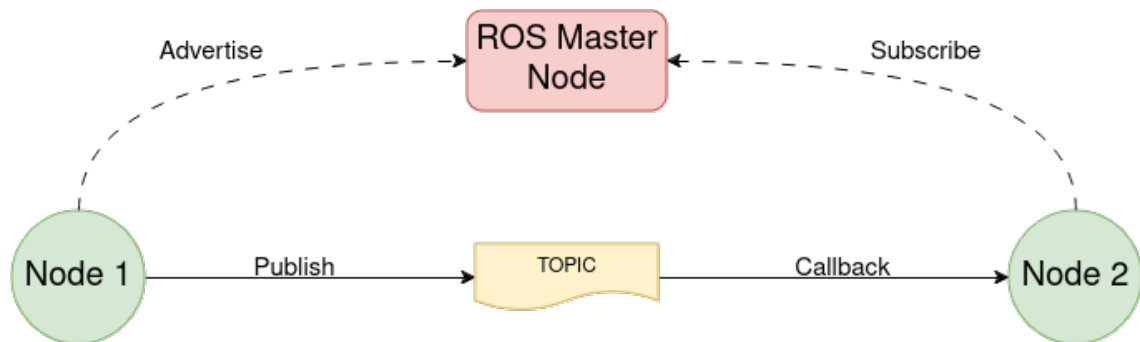 Advertise
ROS Master
Node
Subscribe
Node 1
Publish
TOPIC
Callback
Node 2